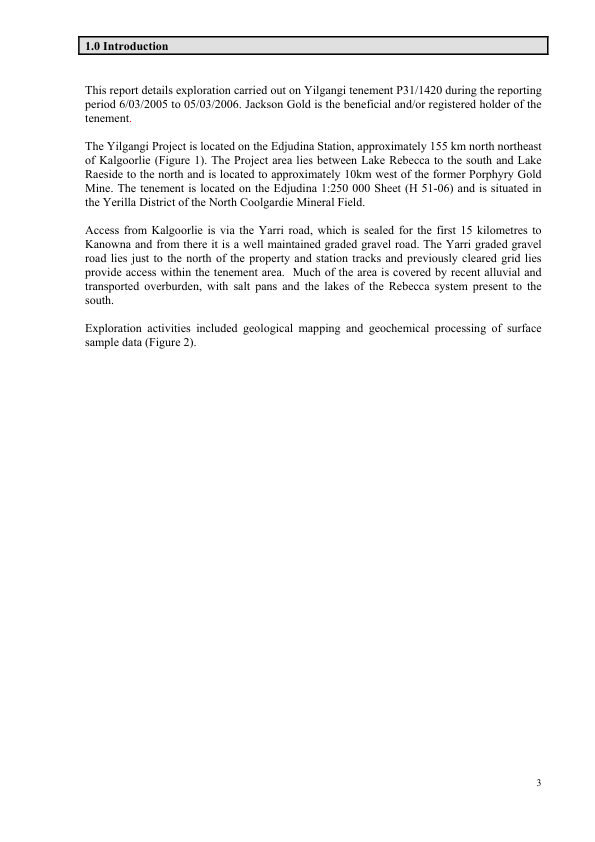 1.0 Introduction
This report details exploration carried out on Yilgangi tenement P31/1420 during the reporting
period 6/03/2005 to 05/03/2006. Jackson Gold is the beneficial and/or registered holder of the
tenement.
The Yilgangi Project is located on the Edjudina Station, approximately 155 km north northeast
of Kalgoorlie (Figure 1). The Project area lies between Lake Rebecca to the south and Lake
Raeside to the north and is located to approximately 10km west of the former Porphyry Gold
Mine. The tenement is located on the Edjudina 1:250 000 Sheet (H 51-06) and is situated in
the Yerilla District of the North Coolgardie Mineral Field.
Access from Kalgoorlie is via the Yarri road, which is sealed for the first 15 kilometres to
Kanowna and from there it is a well maintained graded gravel road. The Yarri graded gravel
road lies just to the north of the property and station tracks and previously cleared grid lies
provide access within the tenement area.  Much of the area is covered by recent alluvial and
transported overburden, with salt pans and the lakes of the Rebecca system present to the
south.
Exploration activities included geological mapping and geochemical processing of surface
sample data (Figure 2).
3